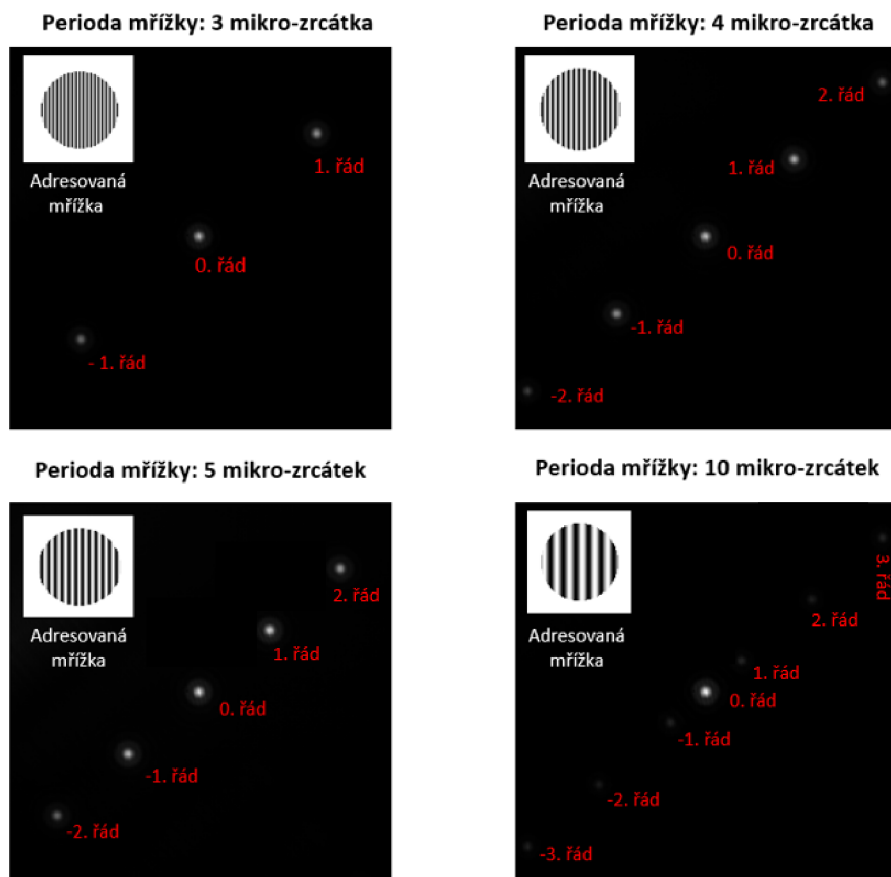 Perioda mřížky: 3 mikro-zrcátka
Adresovaná
mřížka
1. řád
0. řád
- 1. řád
Perioda mřížky: 4 mikro-zrcátka
Adresovaná
mřížka
2. řád
1. řád
0. řád
-1. řád
-2. řád
Perioda mřížky: 5 mikro-zrcátek
Adresovaná
mřížka
2. řád
1. řád
0. řád
-1. řád
-2. řád
Perioda mřížky: 10 mikro-zrcátek
Adresovaná
mřížka
3. řád
2. řád
1. řád
0. řád
-1. řád
-2. řád
-3. řád